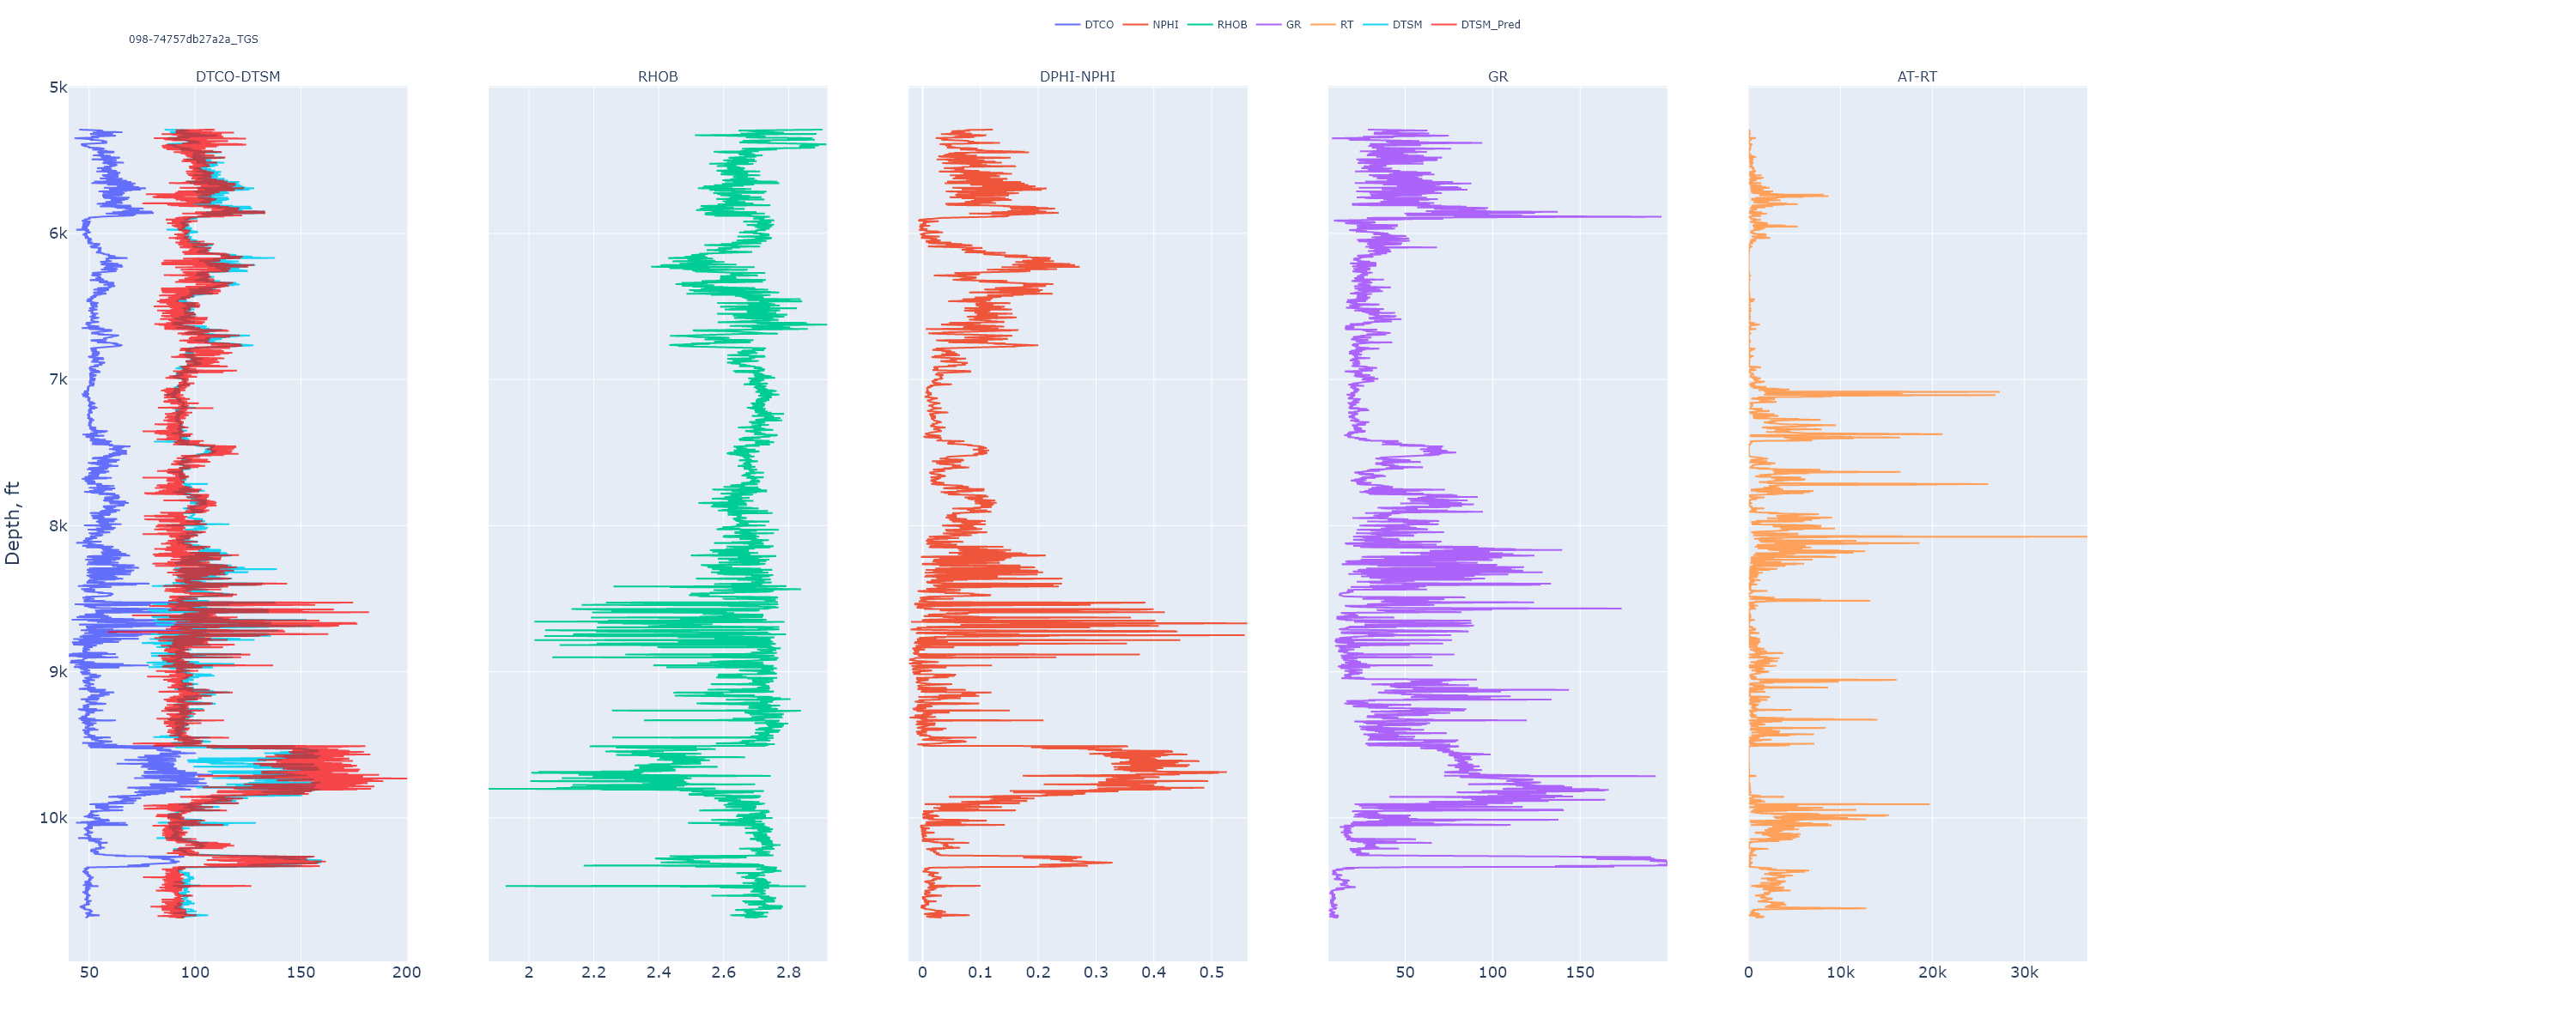 DTCO NPHI RHOB GR RT DTSM DTSM_Pred
098-74757db27a2a_TGS
DTCO-DTSM RHOB DPHI-NPHI GR AT-RT
5k
6k
7k
8k
9k
10k
Depth, ft
50 100 150 200 2 2.2 2.4 2.6 2.8 0 0.1 0.2 0.3 0.4 0.5 50 100 150 0 10k 20k 30k